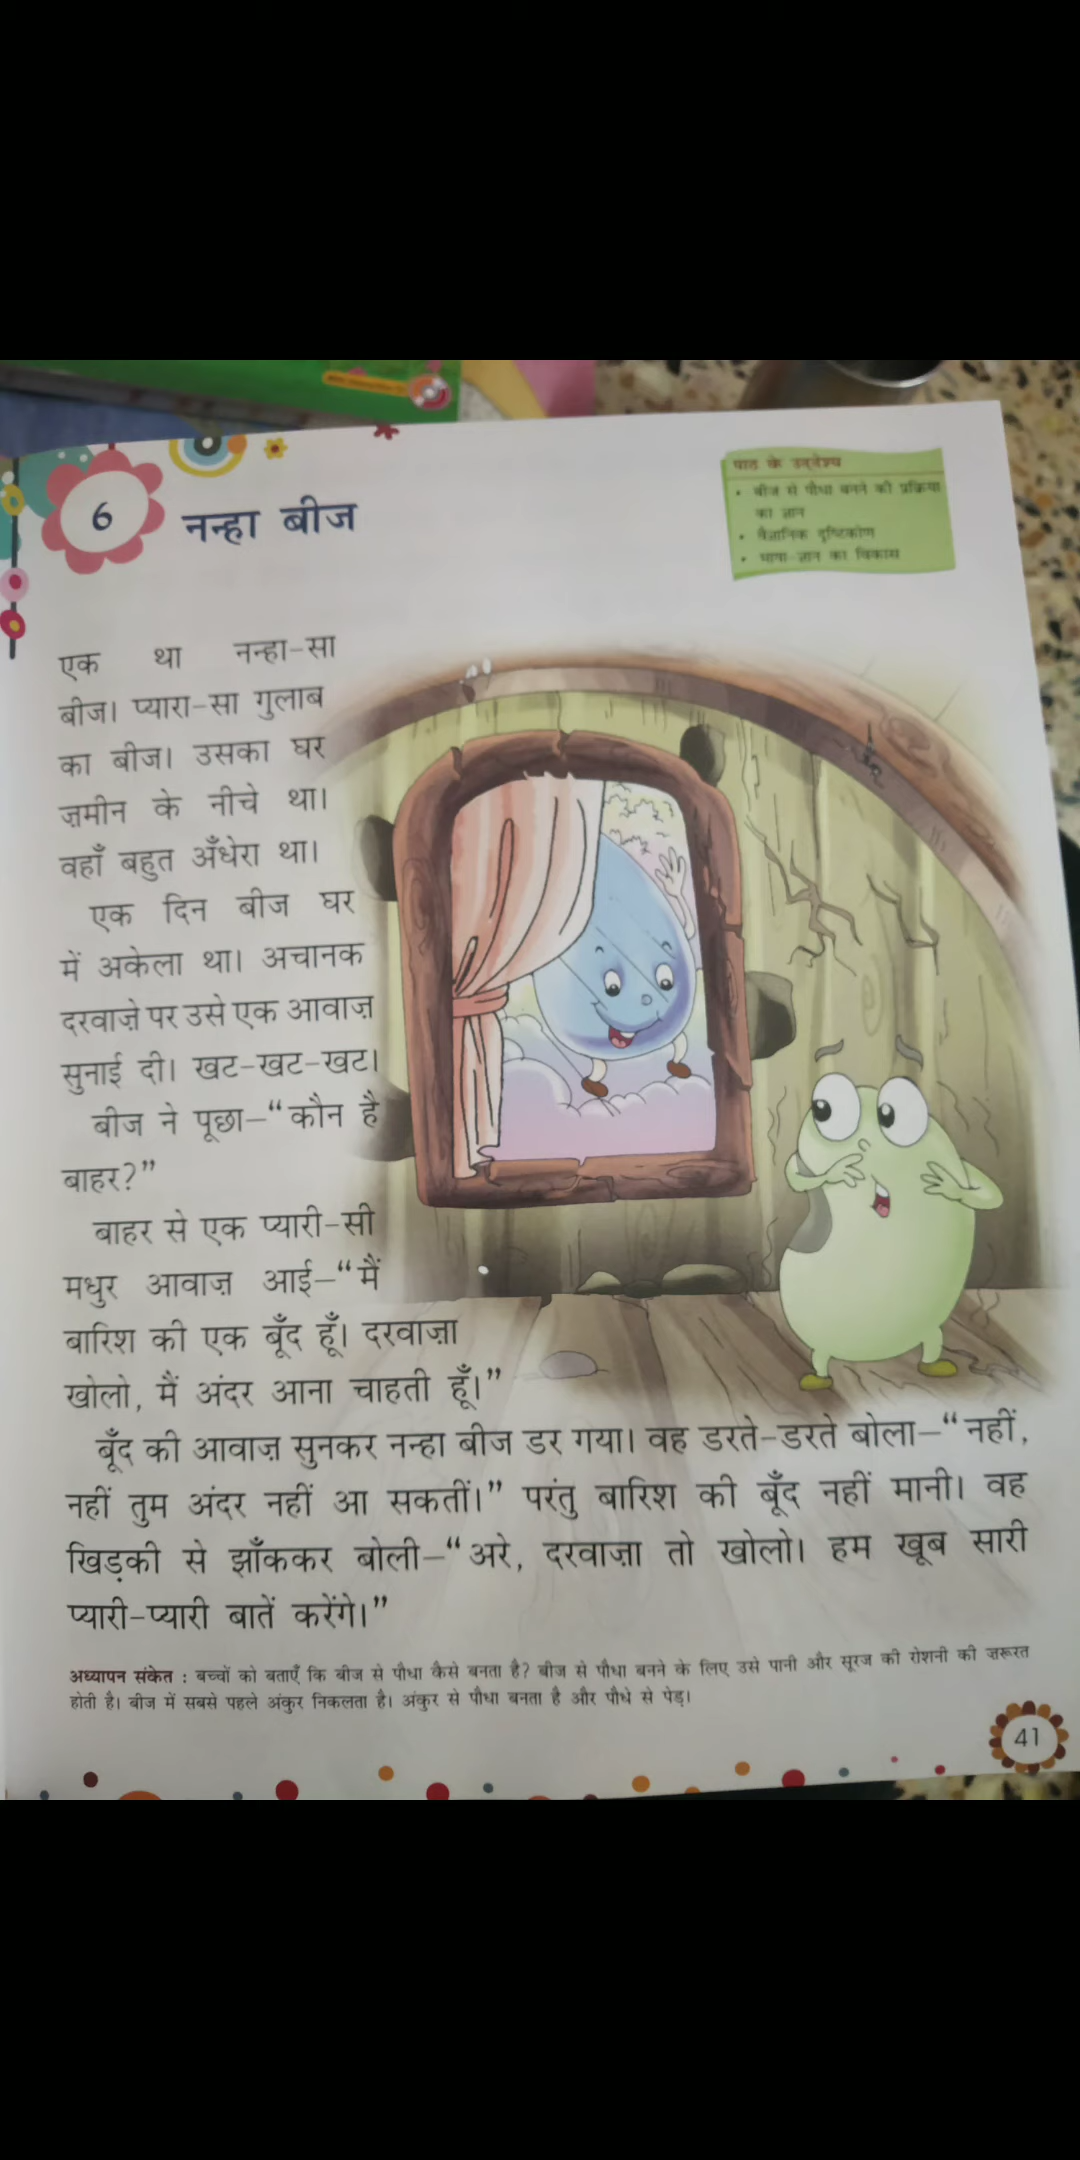 6
नन्हा बीज
पाठ के उद्देश्य
• बीज से पौधा बनने की प्रक्रिया
का ज्ञान
• वैज्ञानिक दृष्टिकोण
• भाषा-ज्ञान का विकास
एक था नन्हा-सा
बीज। प्यारा-सा गुलाब
का बीज। उसका घर
ज़मीन के नीचे था।
वहाँ बहुत अँधेरा था।
एक दिन बीज घर
में अकेला था। अचानक
दरवाज़े पर उसे एक आवाज़
सुनाई दी। खट-खट-खट।
बीज ने पूछा–“कौन है
बाहर?”
बाहर से एक प्यारी-सी
मधुर आवाज़ आई–“मैं
बारिश की एक बूँद हूँ। दरवाज़ा
खोलो, मैं अंदर आना चाहती हूँ।”
बूँद की आवाज़ सुनकर नन्हा बीज डर गया। वह डरते-डरते बोला–“नहीं,
नहीं तुम अंदर नहीं आ सकतीं।” परंतु बारिश की बूँद नहीं मानी। वह
खिड़की से झाँककर बोली–“अरे, दरवाज़ा तो खोलो। हम खूब सारी
प्यारी-प्यारी बातें करेंगे।”
अध्यापन संकेत : बच्चों को बताएँ कि बीज से पौधा कैसे बनता है? बीज से पौधा बनने के लिए उसे पानी और सूरज की रोशनी की ज़रूरत
होती है। बीज में सबसे पहले अंकुर निकलता है। अंकुर से पौधा बनता है और पौधे से पेड़।
41